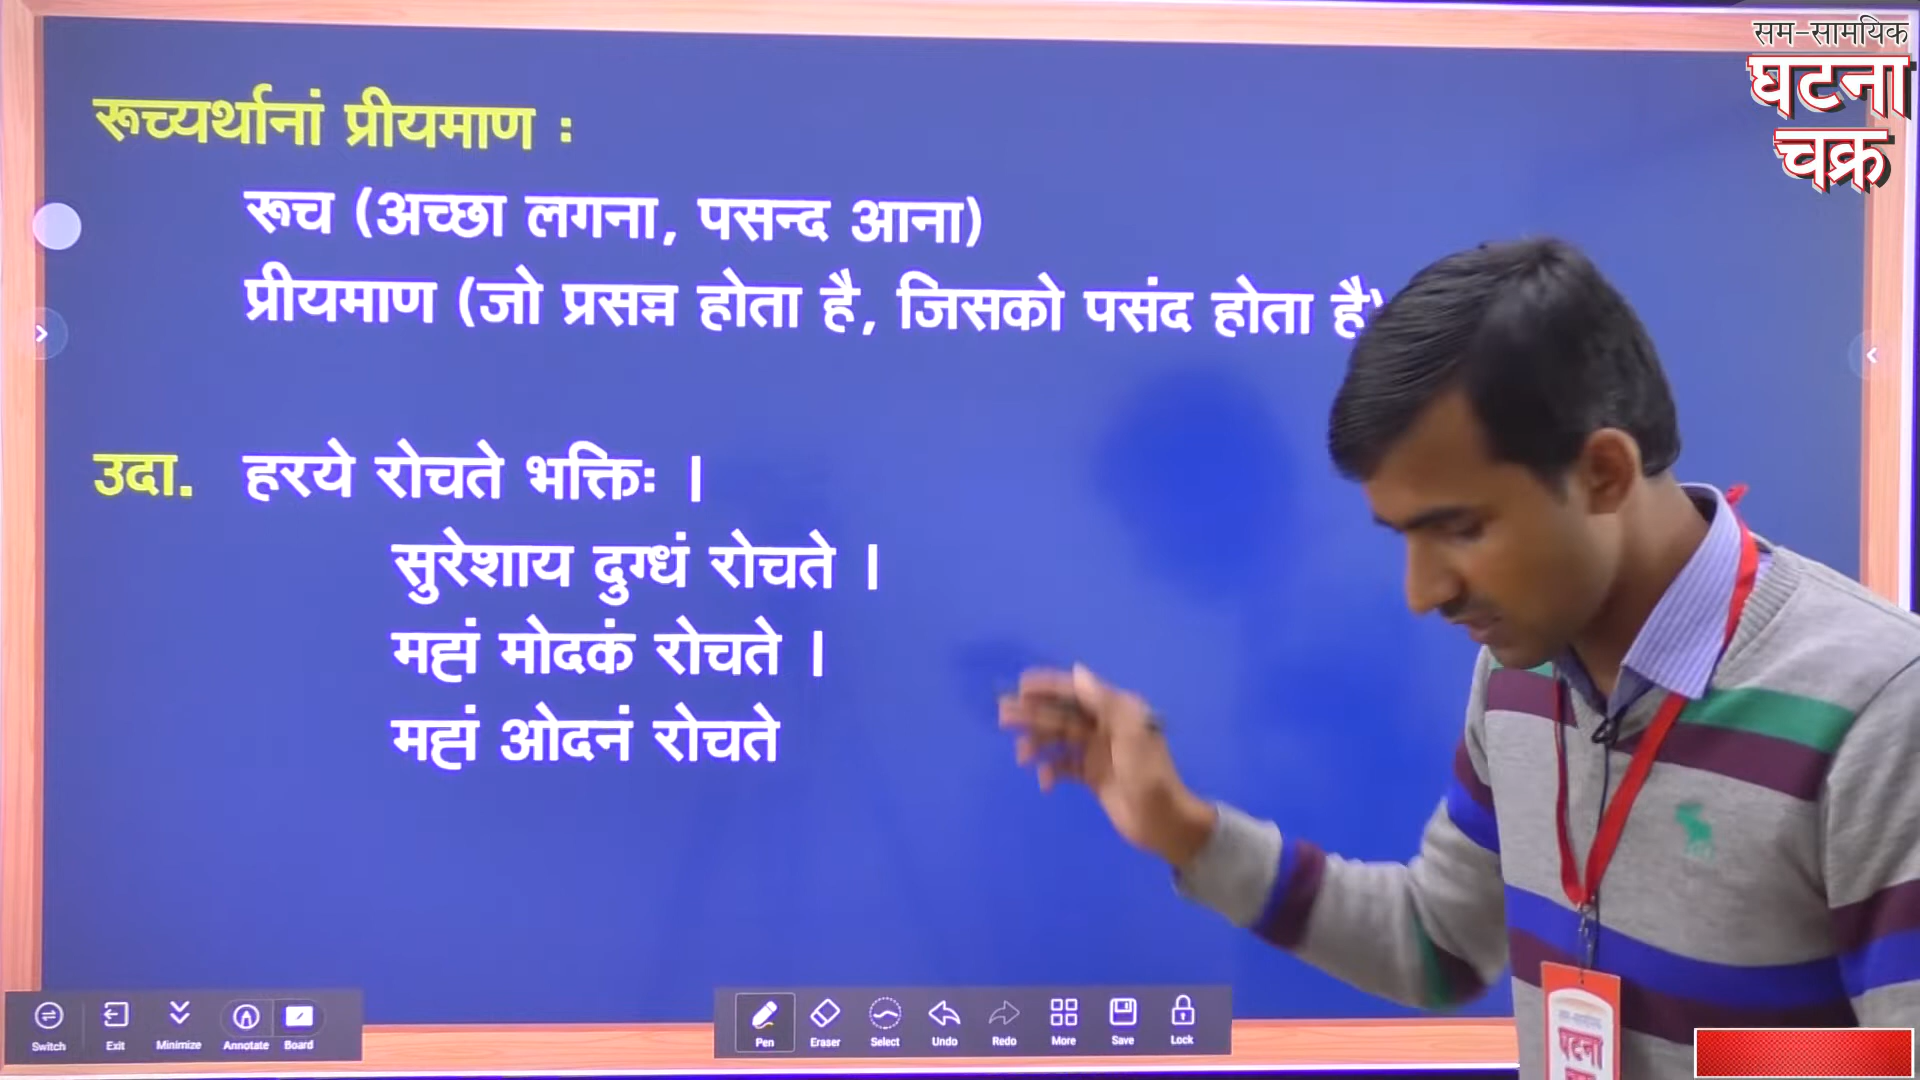 सम-सामयिक
घटना
चक्र
रूच्यर्थानां प्रीयमाण :
रूच (अच्छा लगना, पसन्द आना)
प्रीयमाण (जो प्रसन्न होता है, जिसको पसंद होता है)
उदा. हरये रोचते भक्तिः ।
सुरेशाय दुग्धं रोचते ।
मह्यं मोदकं रोचते ।
मह्यं ओदनं रोचते
Switch Exit Minimize Annotate Board
Pen Eraser Select Undo Redo More Save Lock
घटना